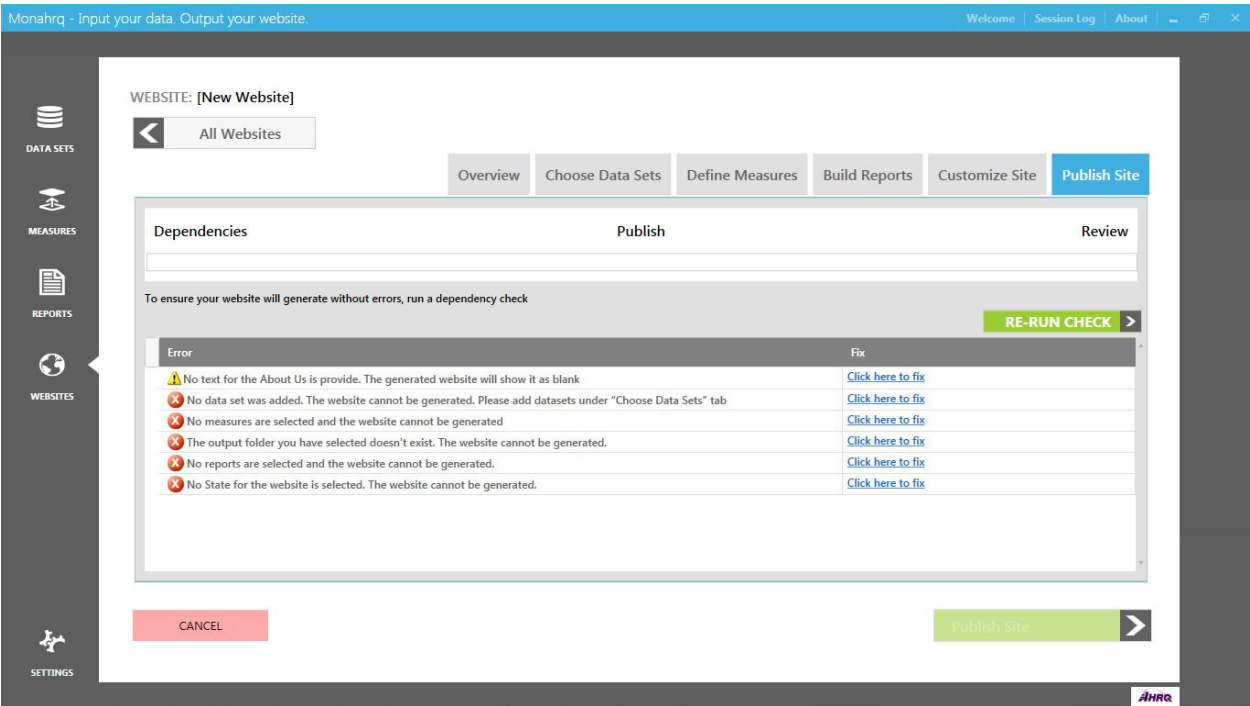 Monahrq - Input your data. Output your website.
Welcome | Session Log | About
WEBSITE: [New Website]
All Websites
DATA SETS
Overview
Choose Data Sets
Define Measures
Build Reports
Customize Site
Publish Site
MEASURES
Dependencies
Publish
Review
REPORTS
To ensure your website will generate without errors, run a dependency check
RE-RUN CHECK
Error
Fix
WEBSITES
No text for the About Us is provide. The generated website will show it as blank
Click here to fix
No data set was added. The website cannot be generated. Please add datasets under "Choose Data Sets" tab
Click here to fix
No measures are selected and the website cannot be generated
Click here to fix
The output folder you have selected doesn't exist. The website cannot be generated.
Click here to fix
No reports are selected and the website cannot be generated.
Click here to fix
No State for the website is selected. The website cannot be generated.
Click here to fix
CANCEL
Publish Site
SETTINGS
AHRQ